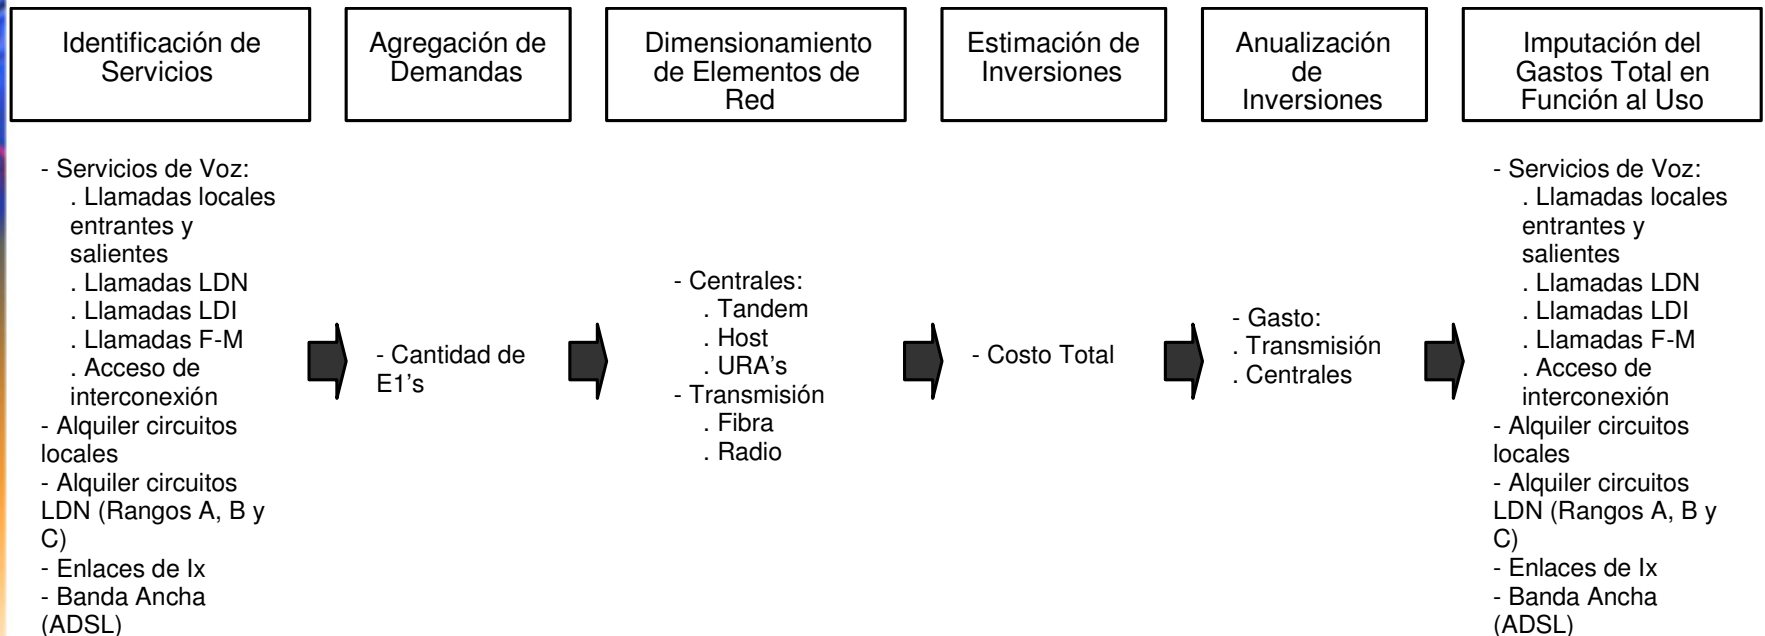 Identificación de
Servicios
Agregación de
Demandas
Dimensionamiento
de Elementos de
Red
Estimación de
Inversiones
Anualización
de
Inversiones
Imputación del
Gastos Total en
Función al Uso
- Servicios de Voz:
. Llamadas locales
entrantes y
salientes
. Llamadas LDN
. Llamadas LDI
. Llamadas F-M
. Acceso de
interconexión
- Alquiler circuitos
locales
- Alquiler circuitos
LDN (Rangos A, B y
C)
- Enlaces de Ix
- Banda Ancha
(ADSL)
- Cantidad de
E1's
- Centrales:
. Tandem
. Host
. URA's
- Transmisión
. Fibra
. Radio
- Costo Total
- Gasto:
. Transmisión
. Centrales
- Servicios de Voz:
. Llamadas locales
entrantes y
salientes
. Llamadas LDN
. Llamadas LDI
. Llamadas F-M
. Acceso de
interconexión
- Alquiler circuitos
locales
- Alquiler circuitos
LDN (Rangos A, B y
C)
- Enlaces de Ix
- Banda Ancha
(ADSL)